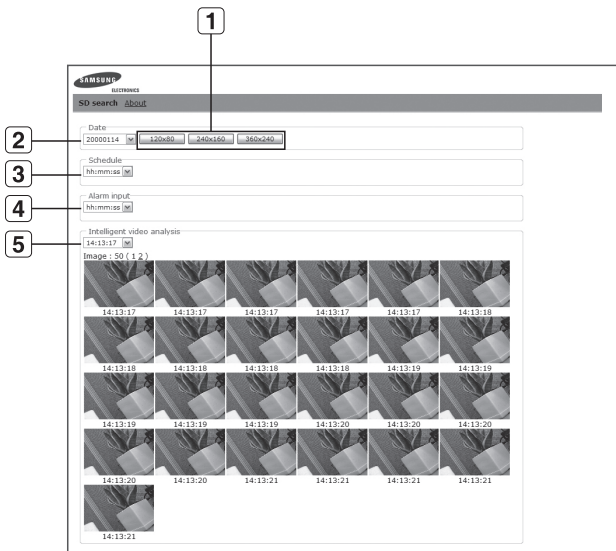 1
SAMSUNG
ELECTRONICS
SD search About
Date
2
20000114 120x80 240x160 360x240
Schedule
3
hh:mm:ss
Alarm input
4
hh:mm:ss
Intelligent video analysis
5
14:13:17
Image : 50 ( 1 2 )
14:13:17 14:13:17 14:13:17 14:13:17 14:13:17 14:13:18
14:13:18 14:13:18 14:13:18 14:13:18 14:13:19 14:13:19
14:13:19 14:13:19 14:13:19 14:13:20 14:13:20 14:13:20
14:13:20 14:13:20 14:13:21 14:13:21 14:13:21 14:13:21
14:13:21